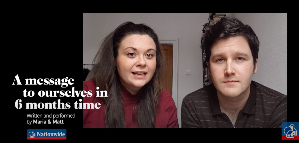 A message
to ourselves in
6 months time
Written and performed
by Maria & Matt
Nationwide